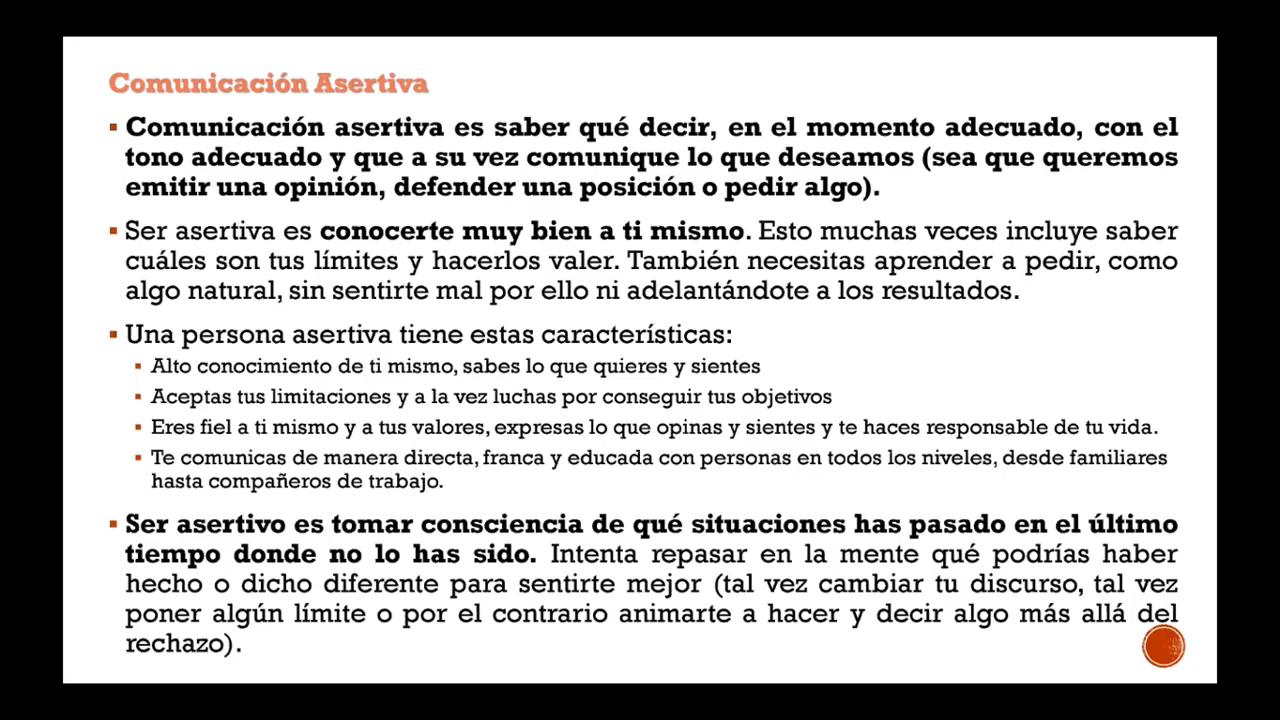 Comunicación Asertiva
▪ Comunicación asertiva es saber qué decir, en el momento adecuado, con el
tono adecuado y que a su vez comunique lo que deseamos (sea que queremos
emitir una opinión, defender una posición o pedir algo).
▪ Ser asertiva es conocerte muy bien a ti mismo. Esto muchas veces incluye saber
cuáles son tus límites y hacerlos valer. También necesitas aprender a pedir, como
algo natural, sin sentirte mal por ello ni adelantándote a los resultados.
▪ Una persona asertiva tiene estas características:
▪ Alto conocimiento de ti mismo, sabes lo que quieres y sientes
▪ Aceptas tus limitaciones y a la vez luchas por conseguir tus objetivos
▪ Eres fiel a ti mismo y a tus valores, expresas lo que opinas y sientes y te haces responsable de tu vida.
▪ Te comunicas de manera directa, franca y educada con personas en todos los niveles, desde familiares
hasta compañeros de trabajo.
▪ Ser asertivo es tomar consciencia de qué situaciones has pasado en el último
tiempo donde no lo has sido. Intenta repasar en la mente qué podrías haber
hecho o dicho diferente para sentirte mejor (tal vez cambiar tu discurso, tal vez
poner algún límite o por el contrario animarte a hacer y decir algo más allá del
rechazo).